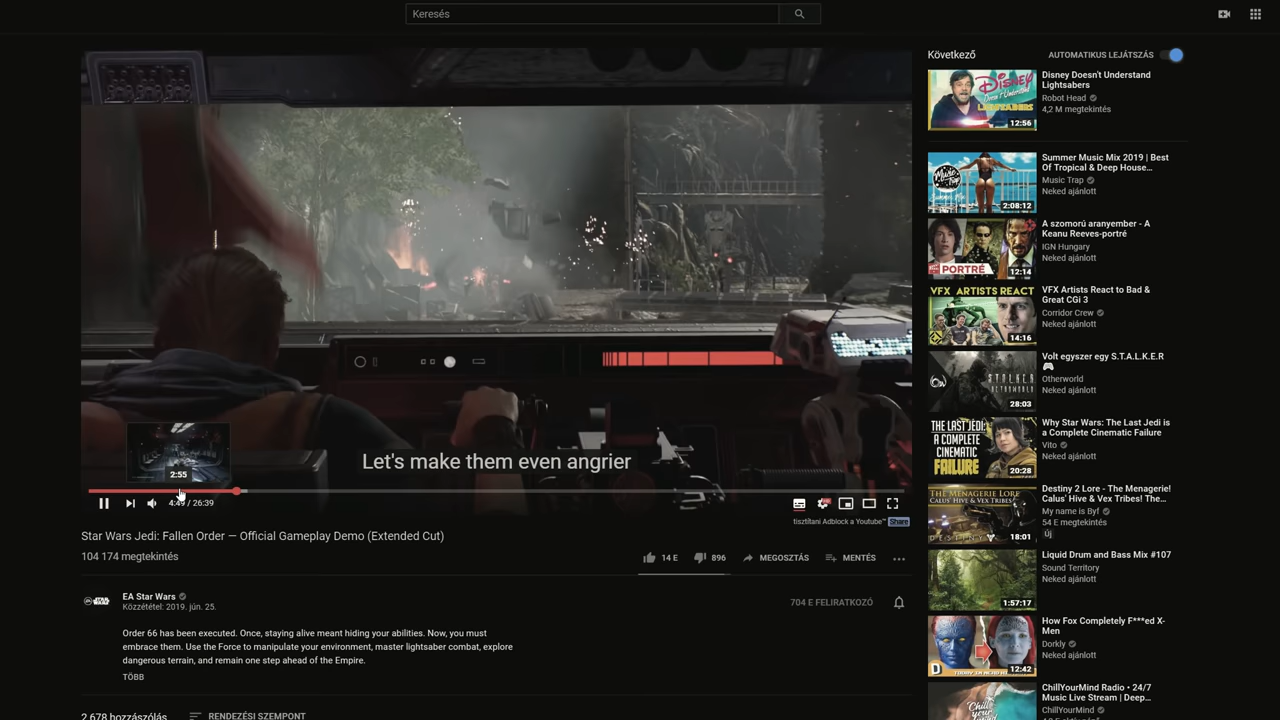 Keresés
Let's make them even angrier
2:55
4:49 / 26:39
tisztítani Adblock a Youtube™ Share
Star Wars Jedi: Fallen Order — Official Gameplay Demo (Extended Cut)
104 174 megtekintés
14 E
896
MEGOSZTÁS
MENTÉS
EA Star Wars
Közzététel: 2019. jún. 25.
704 E FELIRATKOZÓ
Order 66 has been executed. Once, staying alive meant hiding your abilities. Now, you must
embrace them. Use the Force to manipulate your environment, master lightsaber combat, explore
dangerous terrain, and remain one step ahead of the Empire.
TÖBB
2 678 hozzászólás
RENDEZÉSI SZEMPONT
Következő
AUTOMATIKUS LEJÁTSZÁS
DISNEY
Doesn't Understand
LIGHTSABERS
12:56
Disney Doesn't Understand
Lightsabers
Robot Head
4,2 M megtekintés
2:08:12
Summer Music Mix 2019 | Best
Of Tropical & Deep House...
Music Trap
Neked ajánlott
PORTRÉ
12:14
A szomorú aranyember - A
Keanu Reeves-portré
IGN Hungary
Neked ajánlott
VFX ARTISTS REACT
14:16
VFX Artists React to Bad &
Great CGi 3
Corridor Crew
Neked ajánlott
28:03
Volt egyszer egy S.T.A.L.K.E.R
Otherworld
Neked ajánlott
THE LAST JEDI:
A COMPLETE
CINEMATIC
FAILURE
20:28
Why Star Wars: The Last Jedi is
a Complete Cinematic Failure
Vito
Neked ajánlott
THE MENAGERIE LORE
CALUS' HIVE & VEX TRIBES!
DESTINY
18:01
Destiny 2 Lore - The Menagerie!
Calus' Hive & Vex Tribes! The...
My name is Byf
54 E megtekintés
Új
1:57:17
Liquid Drum and Bass Mix #107
Sound Territory
Neked ajánlott
12:42
How Fox Completely F***ed X-
Men
Dorkly
Neked ajánlott
ChillYourMind Radio • 24/7
Music Live Stream | Deep...
ChillYourMind